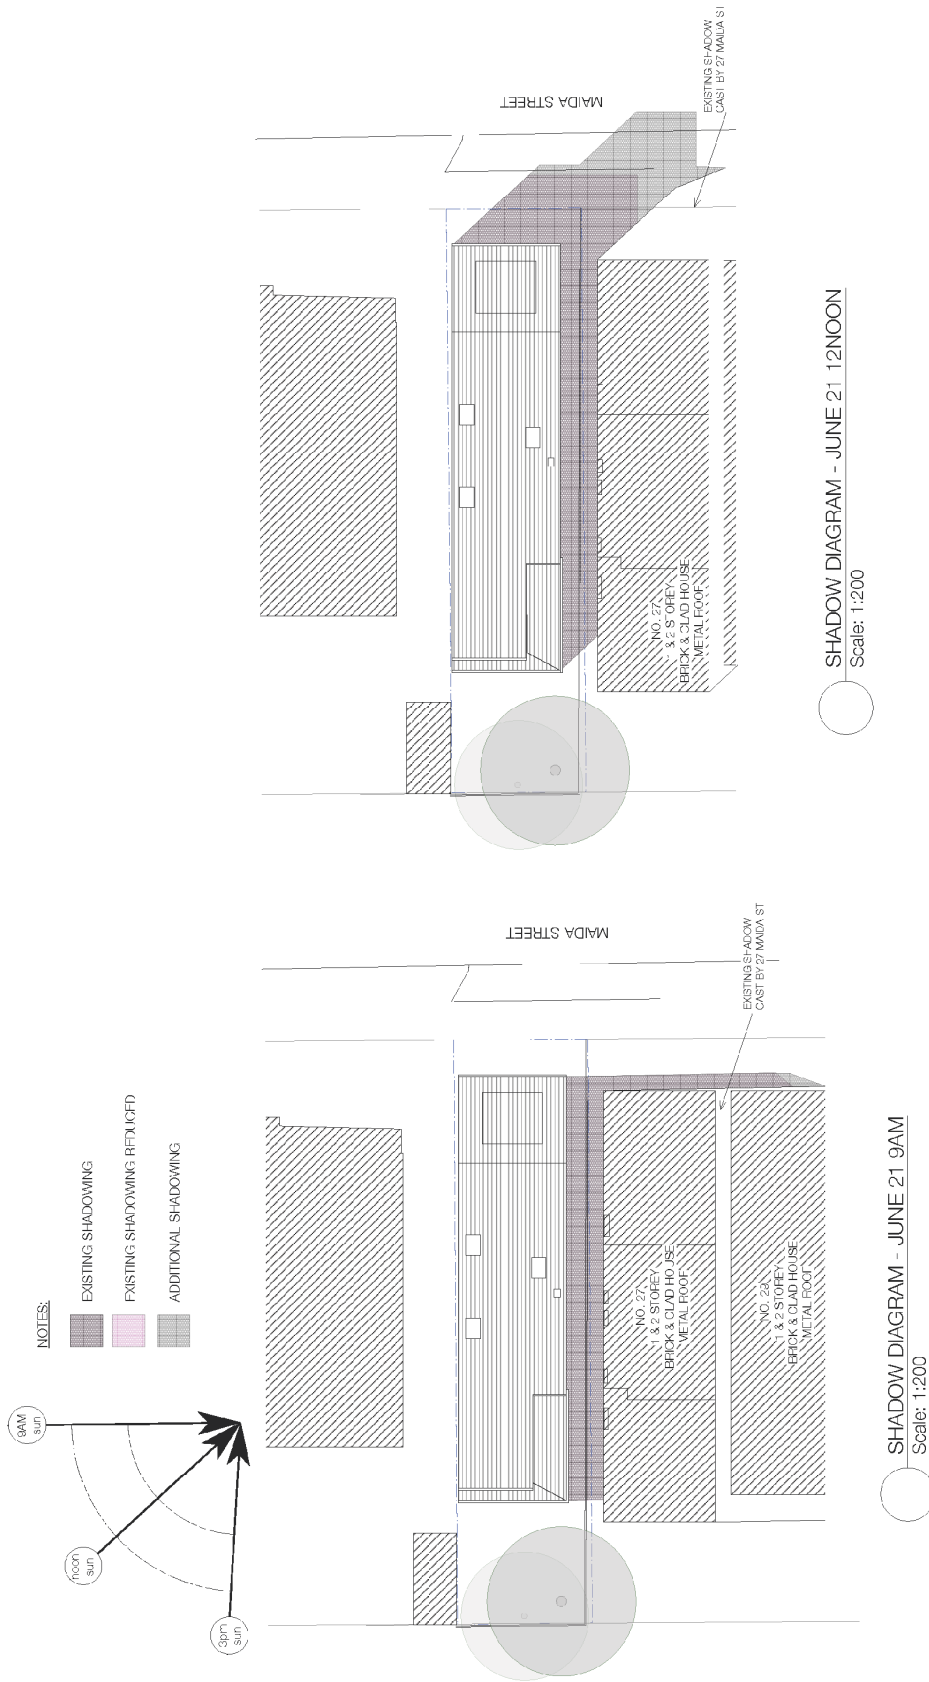 NOTES:
EXISTING SHADOWING
EXISTING SHADOWING REDUCED
ADDITIONAL SHADOWING
9AM
sun
noon
sun
3pm
sun
MAIDA STREET
EXISTING SHADOW
CAST BY 27 MAIDA ST
NO. 27
1 & 2 STOREY
BRICK & CLAD HOUSE
METAL ROOF
NO. 29
1 & 2 STOREY
BRICK & CLAD HOUSE
METAL ROOF
SHADOW DIAGRAM - JUNE 21 9AM
Scale: 1:200
MAIDA STREET
EXISTING SHADOW
CAST BY 27 MAIDA ST
NO. 27
1 & 2 STOREY
BRICK & CLAD HOUSE
METAL ROOF
SHADOW DIAGRAM - JUNE 21 12NOON
Scale: 1:200